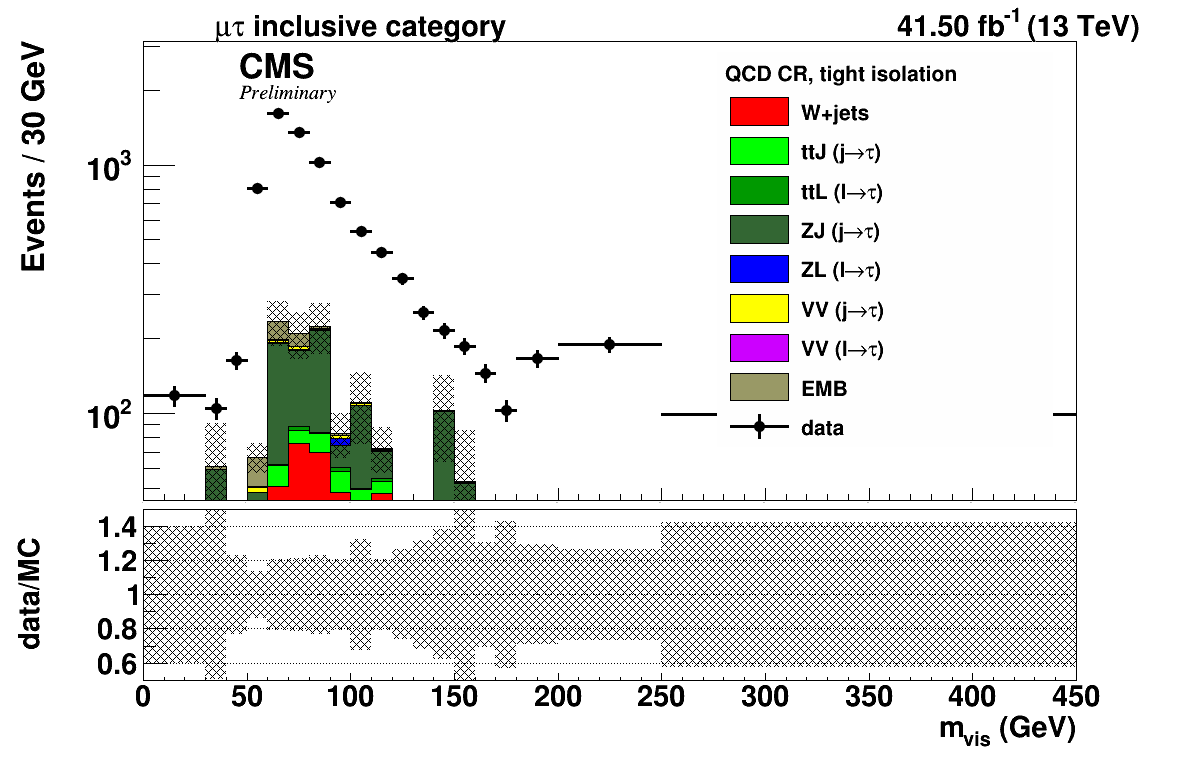 μτ inclusive category
41.50 fb⁻¹ (13 TeV)
CMS
Preliminary
QCD CR, tight isolation
W+jets
ttJ (j→τ)
ttL (l→τ)
ZJ (j→τ)
ZL (l→τ)
VV (j→τ)
VV (l→τ)
EMB
data
Events / 30 GeV
10³
10²
data/MC
1.4
1.2
1
0.8
0.6
0 50 100 150 200 250 300 350 400 450
m_vis (GeV)